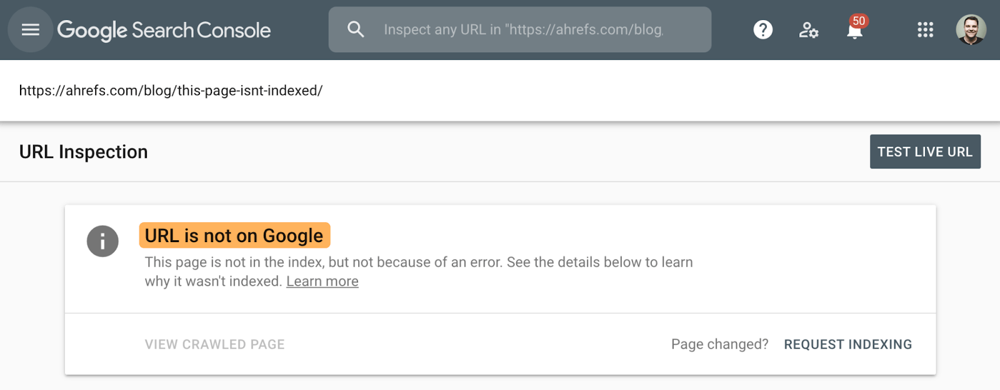 Google Search Console
Inspect any URL in "https://ahrefs.com/blog
50
https://ahrefs.com/blog/this-page-isnt-indexed/
URL Inspection
TEST LIVE URL
URL is not on Google
This page is not in the index, but not because of an error. See the details below to learn
why it wasn't indexed. Learn more
VIEW CRAWLED PAGE
Page changed? REQUEST INDEXING